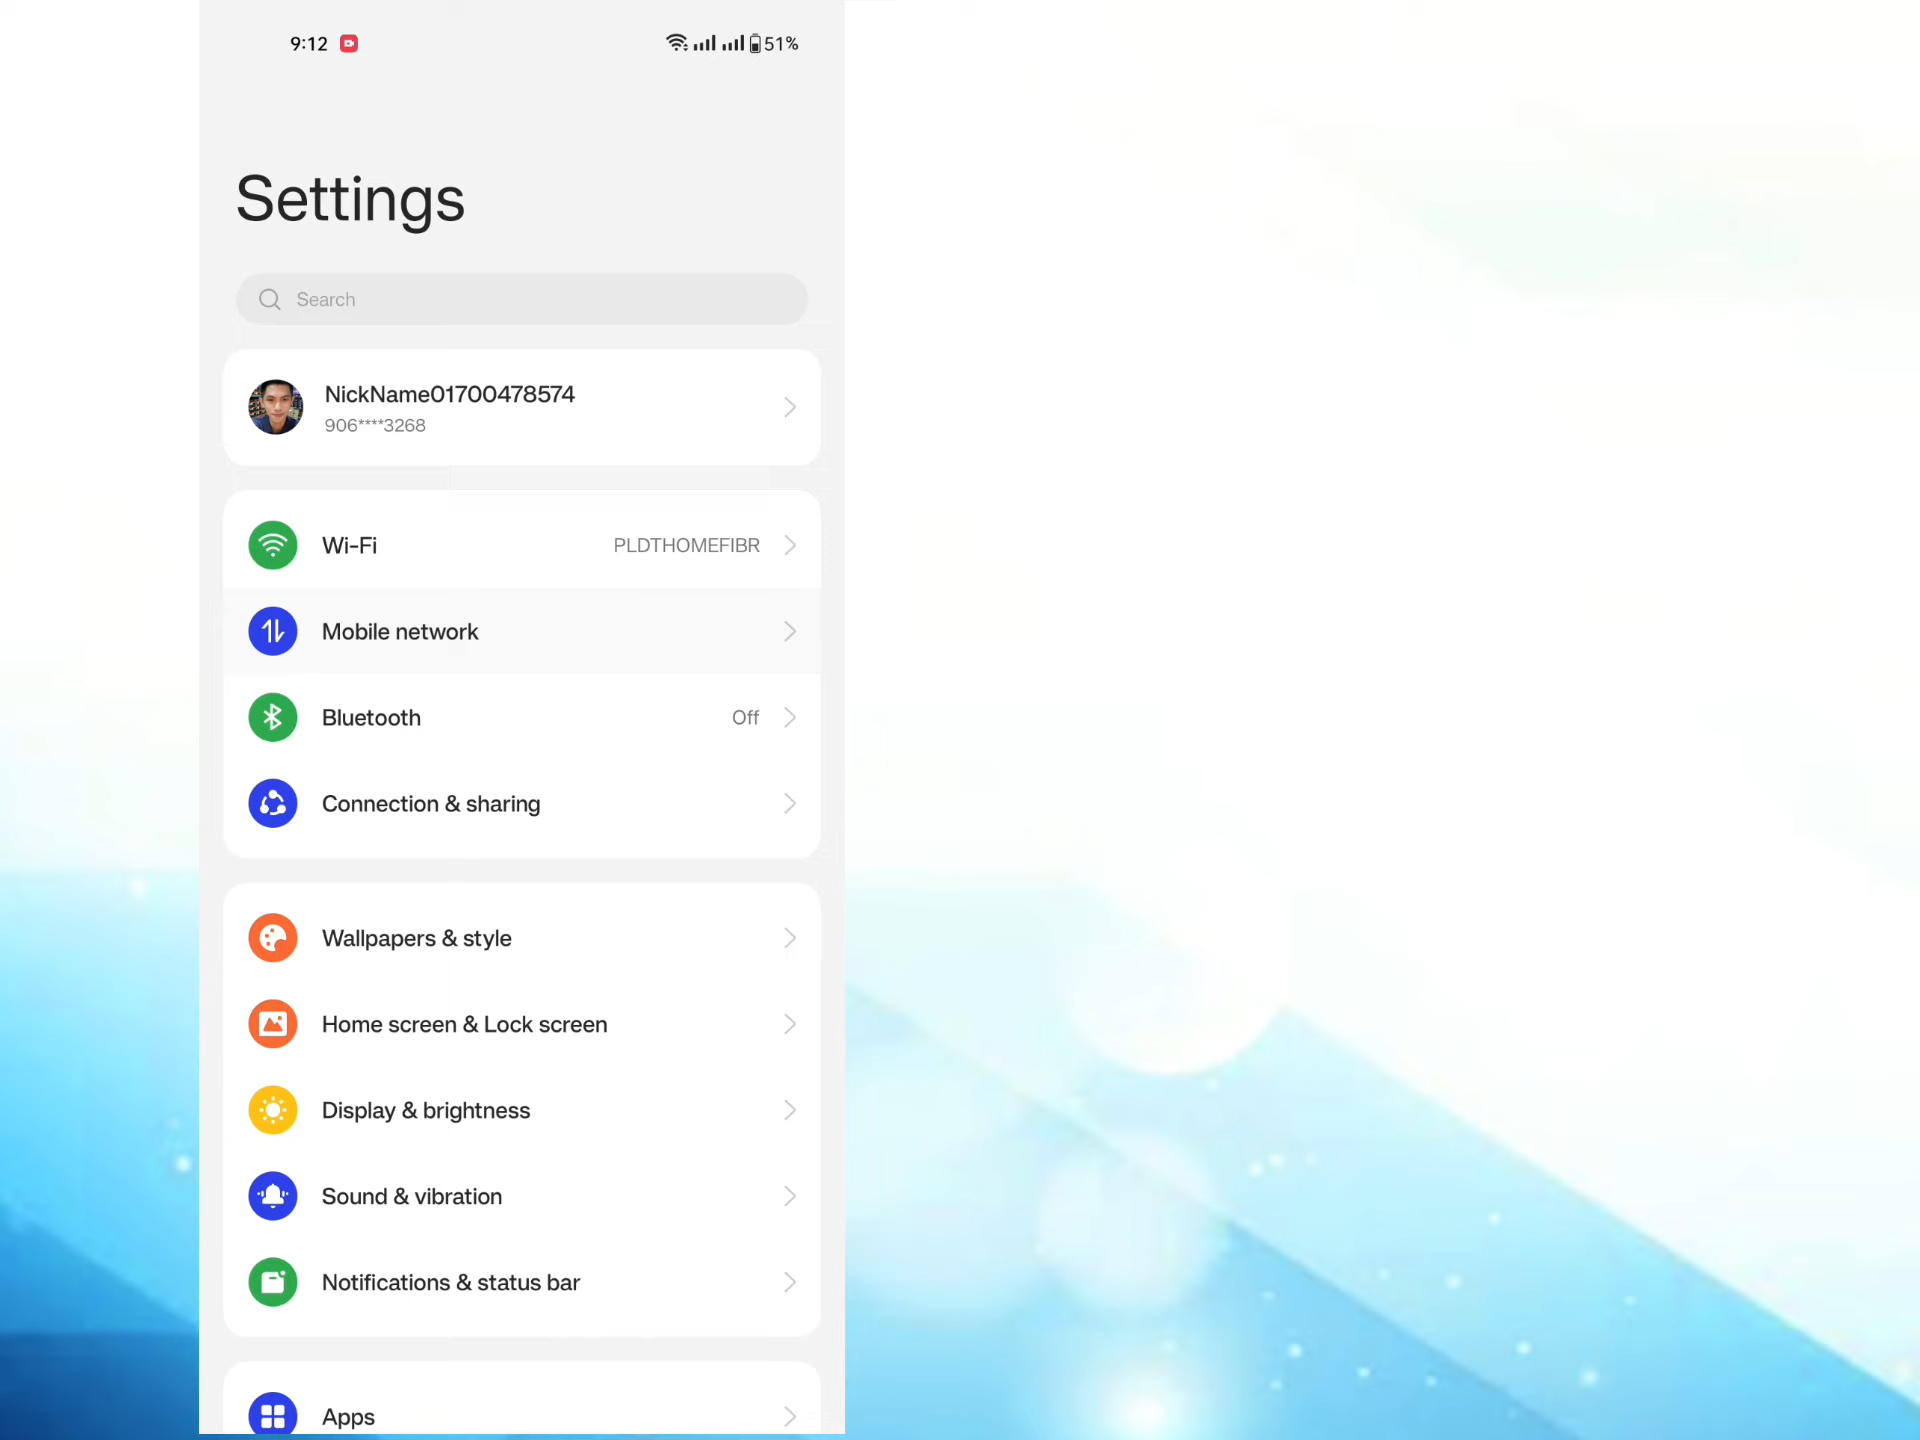 9:12 51%
Settings
Search
NickName01700478574
906****3268
Wi-Fi PLDTHOMEFIBR
Mobile network
Bluetooth Off
Connection & sharing
Wallpapers & style
Home screen & Lock screen
Display & brightness
Sound & vibration
Notifications & status bar
Apps